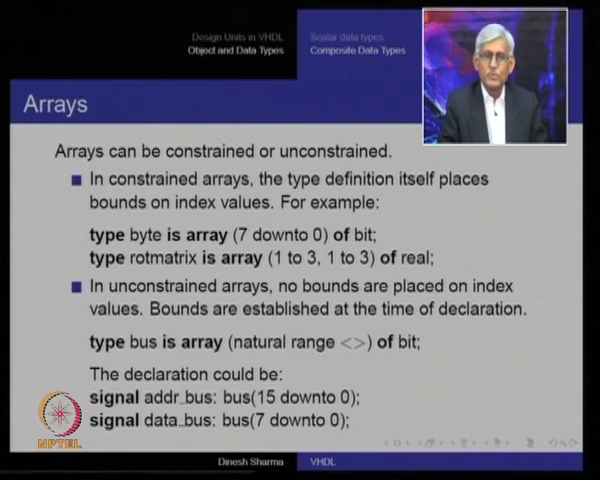 Design Units in VHDL
Object and Data Types
Scalar data types
Composite Data Types
Arrays
Arrays can be constrained or unconstrained.
In constrained arrays, the type definition itself places
bounds on index values. For example:
type byte is array (7 downto 0) of bit;
type rotmatrix is array (1 to 3, 1 to 3) of real;
In unconstrained arrays, no bounds are placed on index
values. Bounds are established at the time of declaration.
type bus is array (natural range <>) of bit;
The declaration could be:
signal addr_bus: bus(15 downto 0);
signal data_bus: bus(7 downto 0);
NPTEL
Dinesh Sharma
VHDL